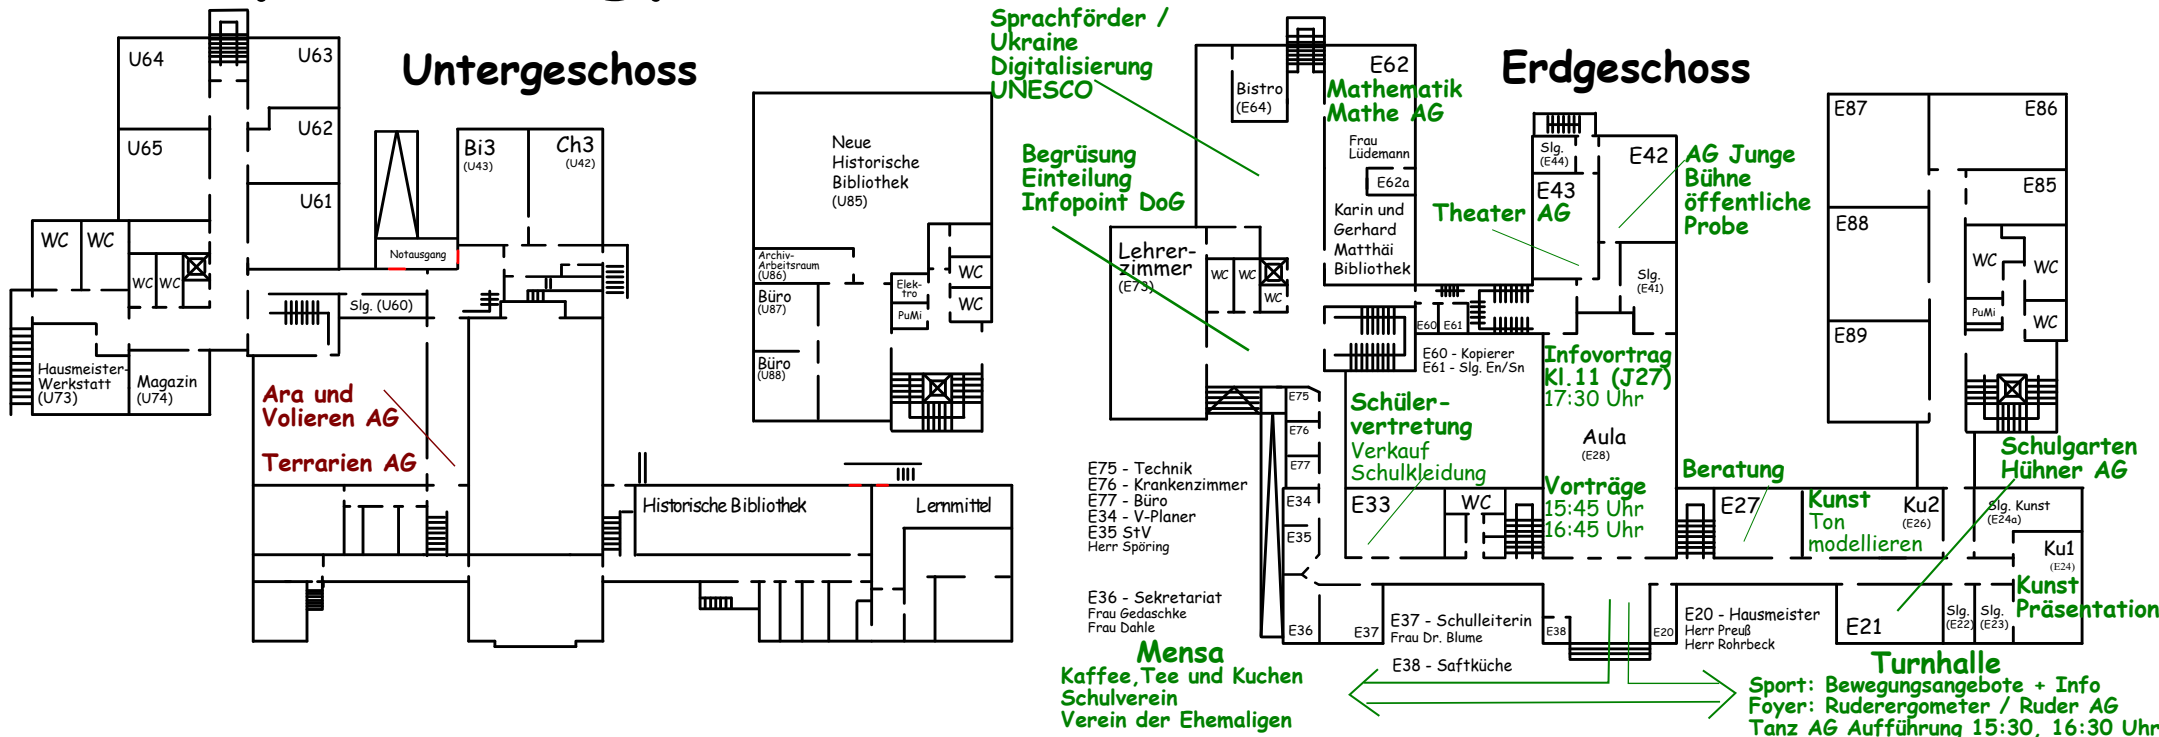 Untergeschoss
U64
U63
U65
U62
U61
WC
WC
WC
WC
Notausgang
Bi3
(U43)
Ch3
(U42)
Slg. (U60)
Hausmeister-
Werkstatt
(U73)
Magazin
(U74)
Ara und
Volieren AG
Terrarien AG
Neue
Historische
Bibliothek
(U85)
Archiv-
Arbeitsraum
(U86)
Büro
(U87)
Büro
(U88)
Elek-
tro
PuMi
WC
WC
Historische Bibliothek
Lernmittel
Erdgeschoss
Sprachförder /
Ukraine
Digitalisierung
UNESCO
Bistro
(E64)
E62
Mathematik
Mathe AG
Frau
Lüdemann
E62a
Karin und
Gerhard
Matthäi
Bibliothek
Begrüsung
Einteilung
Infopoint DoG
Lehrer-
zimmer
(E73)
WC
WC
WC
Theater AG
Slg.
(E44)
E43
E42
Slg.
(E41)
AG Junge
Bühne
öffentliche
Probe
E60
E61
E60 - Kopierer
E61 - Slg. En/Sn
Infovortrag
Kl.11 (J27)
17:30 Uhr
Aula
(E28)
Vorträge
15:45 Uhr
16:45 Uhr
Schüler-
vertretung
Verkauf
Schulkleidung
E33
WC
E75
E76
E77
E34
E35
E36
E37
E75 - Technik
E76 - Krankenzimmer
E77 - Büro
E34 - V-Planer
E35 StV
Herr Spöring
E36 - Sekretariat
Frau Gedaschke
Frau Dahle
E37 - Schulleiterin
Frau Dr. Blume
E38 - Saftküche
E38
E20
E20 - Hausmeister
Herr Preuß
Herr Rohrbeck
Beratung
E27
Kunst
Ton
modellieren
Ku2
(E26)
Slg. Kunst
(E24a)
Ku1
(E24)
Kunst
Präsentation
E21
Slg.
(E22)
Slg.
(E23)
Schulgarten
Hühner AG
E87
E86
E85
E88
E89
WC
WC
PuMi
WC
Mensa
Kaffee,Tee und Kuchen
Schulverein
Verein der Ehemaligen
Turnhalle
Sport: Bewegungsangebote + Info
Foyer: Ruderergometer / Ruder AG
Tanz AG Aufführung 15:30, 16:30 Uhr